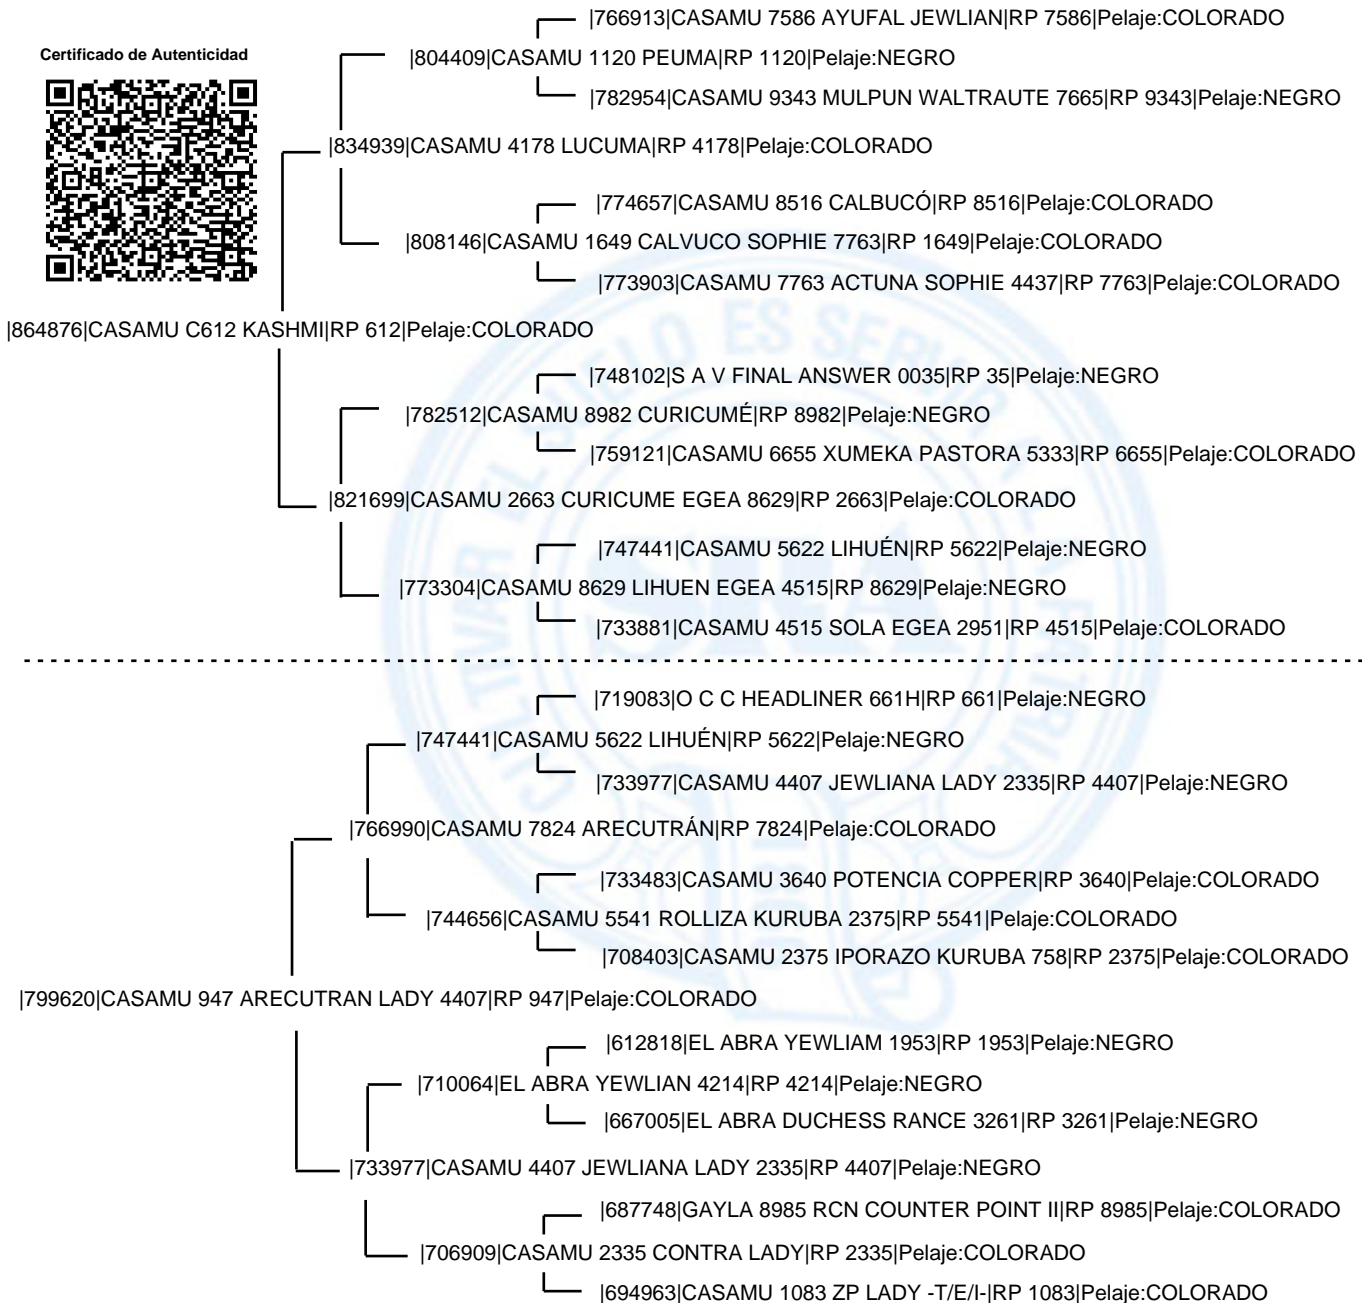 |766913|CASAMU 7586 AYUFAL JEWLIAN|RP 7586|Pelaje:COLORADO
Certificado de Autenticidad
|804409|CASAMU 1120 PEUMA|RP 1120|Pelaje:NEGRO
|782954|CASAMU 9343 MULPUN WALTRAUTE 7665|RP 9343|Pelaje:NEGRO
|834939|CASAMU 4178 LUCUMA|RP 4178|Pelaje:COLORADO
|774657|CASAMU 8516 CALBUCÓ|RP 8516|Pelaje:COLORADO
|808146|CASAMU 1649 CALVUCO SOPHIE 7763|RP 1649|Pelaje:COLORADO
|773903|CASAMU 7763 ACTUNA SOPHIE 4437|RP 7763|Pelaje:COLORADO
|864876|CASAMU C612 KASHMI|RP 612|Pelaje:COLORADO
|748102|S A V FINAL ANSWER 0035|RP 35|Pelaje:NEGRO
|782512|CASAMU 8982 CURICUMÉ|RP 8982|Pelaje:NEGRO
|759121|CASAMU 6655 XUMEKA PASTORA 5333|RP 6655|Pelaje:COLORADO
|821699|CASAMU 2663 CURICUME EGEA 8629|RP 2663|Pelaje:COLORADO
|747441|CASAMU 5622 LIHUÉN|RP 5622|Pelaje:NEGRO
|773304|CASAMU 8629 LIHUEN EGEA 4515|RP 8629|Pelaje:NEGRO
|733881|CASAMU 4515 SOLA EGEA 2951|RP 4515|Pelaje:COLORADO
|719083|O C C HEADLINER 661H|RP 661|Pelaje:NEGRO
|747441|CASAMU 5622 LIHUÉN|RP 5622|Pelaje:NEGRO
|733977|CASAMU 4407 JEWLIANA LADY 2335|RP 4407|Pelaje:NEGRO
|766990|CASAMU 7824 ARECUTRÁN|RP 7824|Pelaje:COLORADO
|733483|CASAMU 3640 POTENCIA COPPER|RP 3640|Pelaje:COLORADO
|744656|CASAMU 5541 ROLLIZA KURUBA 2375|RP 5541|Pelaje:COLORADO
|708403|CASAMU 2375 IPORAZO KURUBA 758|RP 2375|Pelaje:COLORADO
|799620|CASAMU 947 ARECUTRAN LADY 4407|RP 947|Pelaje:COLORADO
|612818|EL ABRA YEWLIAM 1953|RP 1953|Pelaje:NEGRO
|710064|EL ABRA YEWLIAN 4214|RP 4214|Pelaje:NEGRO
|667005|EL ABRA DUCHESS RANCE 3261|RP 3261|Pelaje:NEGRO
|733977|CASAMU 4407 JEWLIANA LADY 2335|RP 4407|Pelaje:NEGRO
|687748|GAYLA 8985 RCN COUNTER POINT II|RP 8985|Pelaje:COLORADO
|706909|CASAMU 2335 CONTRA LADY|RP 2335|Pelaje:COLORADO
|694963|CASAMU 1083 ZP LADY -T/E/I-|RP 1083|Pelaje:COLORADO
CULTIVAR EL SUELO ES SERVIR A LA PATRIA
SRA